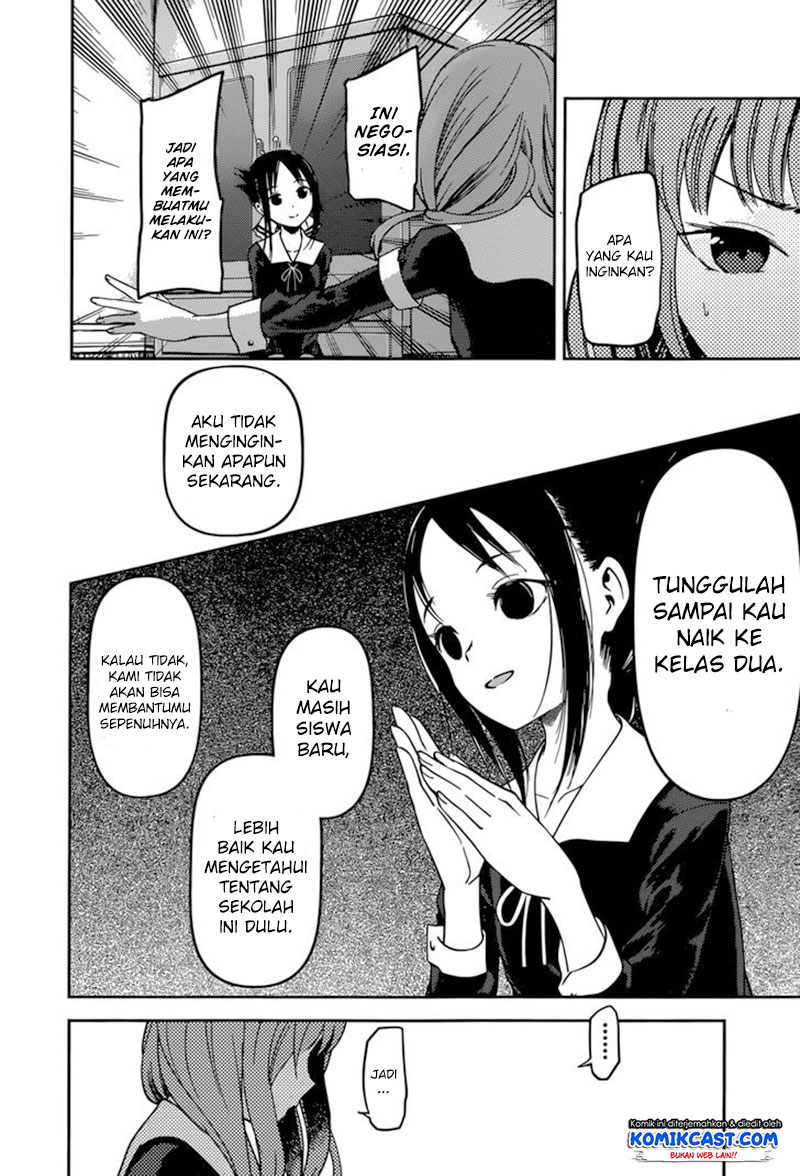 APA
YANG KAU
INGINKAN?
INI
NEGO-
SIASI.
JADI
APA
YANG
MEM-
BUATMU
MELAKU-
KAN INI?
AKU TIDAK
MENGINGIN-
KAN APAPUN
SEKARANG.
TUNGGULAH
SAMPAI KAU
NAIK KE
KELAS DUA.
KAU
MASIH
SISWA
BARU,
LEBIH
BAIK KAU
MENGETAHUI
TENTANG
SEKOLAH
INI DULU.
KALAU TIDAK,
KAMI TIDAK
AKAN BISA
MEMBANTUMU
SEPENUHNYA.
......
JADI
...
Komik ini diterjemahkan & diedit oleh
KOMIKCAST.COM
BUKAN WEB LAIN!!